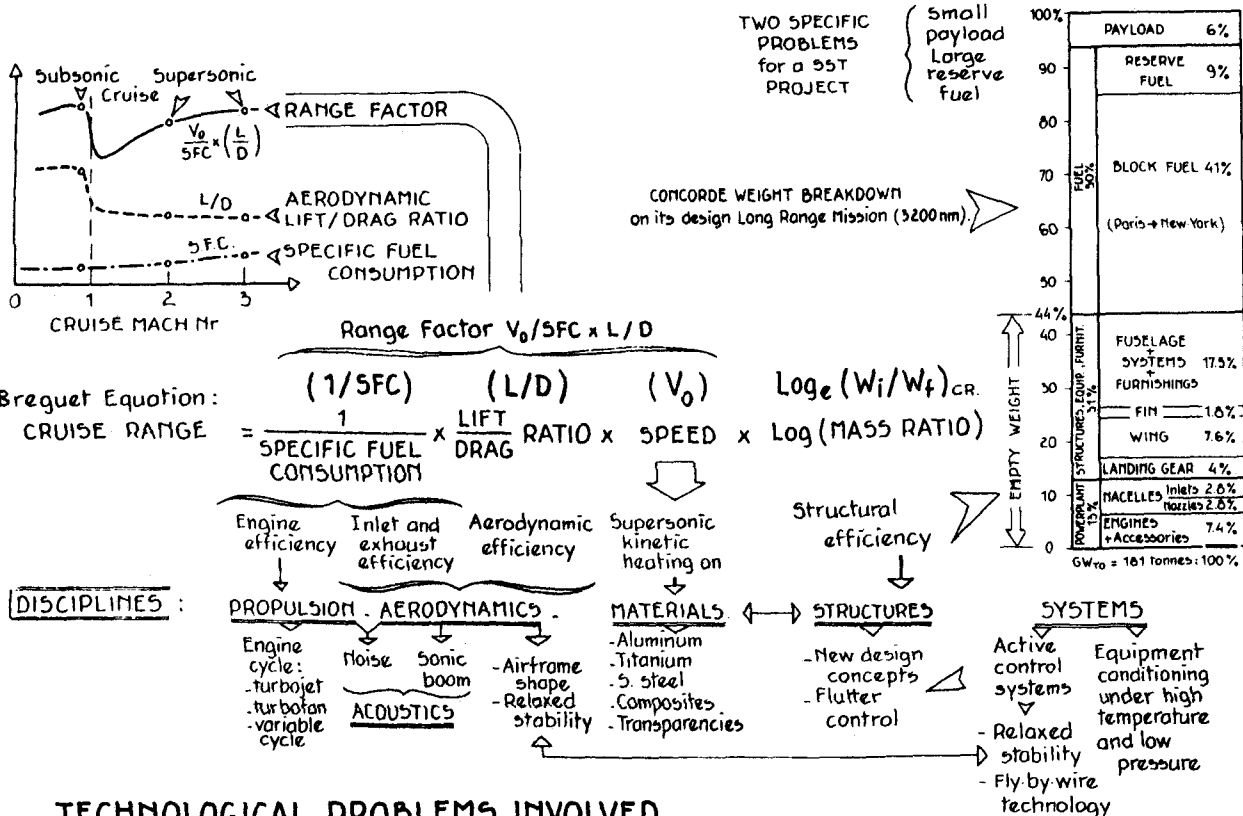 TWO SPECIFIC
PROBLEMS
for a SST
PROJECT
Small
payload
Large
reserve
fuel
Subsonic Supersonic
Cruise
RANGE FACTOR
V₀/SFC x (L/D)
L/D
AERODYNAMIC
LIFT/DRAG RATIO
S.F.C.
SPECIFIC FUEL
CONSUMPTION
0 1 2 3
CRUISE MACH Nr
CONCORDE WEIGHT BREAKDOWN
on its design Long Range Mission (3200 nm).
100%
90
80
70
60
50
44%
40
30
20
10
0
PAYLOAD 6%
FUEL 50%
RESERVE
FUEL 9%
BLOCK FUEL 41%
(Paris→New-York)
EMPTY WEIGHT
STRUCTURES, EQUIP., FURNIT.
31%
FUSELAGE
+
SYSTEMS 17.5%
+
FURNISHINGS
FIN 1.8%
WING 7.6%
LANDING GEAR 4%
POWERPLANT
13%
NACELLES Inlets 2.8%
Nozzles 2.8%
ENGINES 7.4%
+Accessories
GW TO = 181 tonnes: 100%
Range Factor V₀/SFC x L/D
(1/SFC) (L/D) (V₀) Logₑ (Wi/Wf)CR.
Breguet Equation:
CRUISE RANGE = 1/SPECIFIC FUEL CONSUMPTION x LIFT/DRAG RATIO x SPEED x Log (MASS RATIO)
Engine
efficiency
Inlet and
exhaust
efficiency
Aerodynamic
efficiency
Supersonic
kinetic
heating on
Structural
efficiency
DISCIPLINES :
PROPULSION . AERODYNAMICS . MATERIALS . STRUCTURES SYSTEMS
Engine
cycle:
-turbojet
-turbofan
-variable
cycle
Noise
Sonic
boom
ACOUSTICS
-Airframe
shape
-Relaxed
stability
-Aluminum
-Titanium
-S. steel
-Composites
-Transparencies
-New design
concepts
-Flutter
control
Active
control
systems
- Relaxed
stability
- Fly-by-wire
technology
Equipment
conditioning
under high
temperature
and low
pressure
TECHNOLOGICAL PROBLEMS INVOLVED